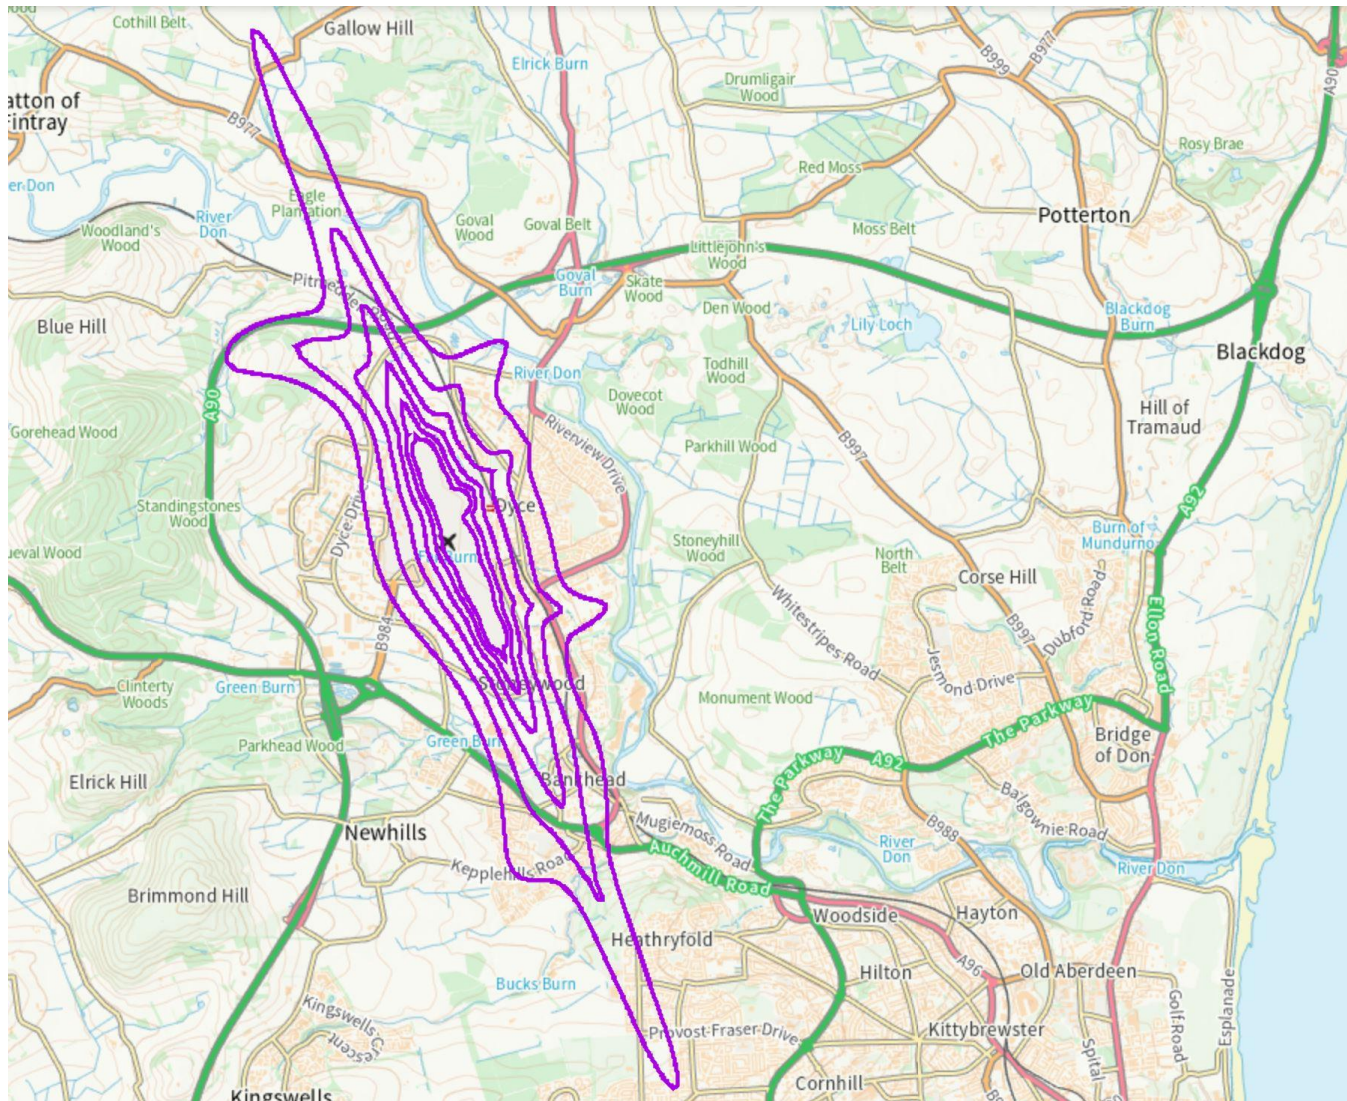 Cothill Belt
Gallow Hill
Elrick Burn
B999
B977
A90
Drumligair
Wood
atton of
Fintray
B977
Rosy Brae
Red Moss
er Don
Eagle
Plantation
River
Don
Woodland's
Wood
Goval
Wood
Goval Belt
Moss Belt
Potterton
Littlejohn's
Wood
Goval
Burn
Skate
Wood
Den Wood
Blue Hill
Lily Loch
Blackdog
Burn
Blackdog
River Don
Todhill
Wood
Dovecot
Wood
A90
Hill of
Tramaud
Gorehead Wood
Riverview Drive
Parkhill Wood
B997
Standingstones
Wood
Dyce
A92
Burn of
Mundurno
Stoneyhill
Wood
North
Belt
Corse Hill
Whitestripes Road
B997
Dubford Road
Ellon Road
B984
Jesmond Drive
Clinterty
Woods
Green Burn
Monument Wood
The Parkway
Parkhead Wood
Green Burn
Bridge
of Don
The Parkway
A92
Elrick Hill
Bankhead
Balgownie Road
Newhills
Mugiemoss Road
B988
River
Don
Kepplehills Road
Auchmill Road
River Don
Brimmond Hill
Woodside
Hayton
Heathryfold
A96
Old Aberdeen
Hilton
Bucks Burn
Golf Road
Esplanade
Kingswells
Crescent
Provost Fraser Drive
Kittybrewster
Spital
Cornhill
Kingswells